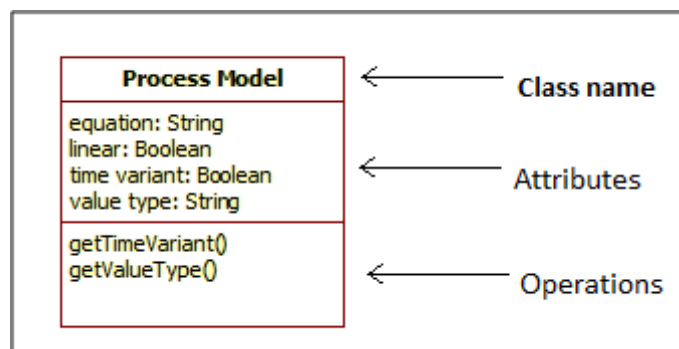 Process Model
Class name
equation: String
linear: Boolean
time variant: Boolean
value type: String
Attributes
getTimeVariant()
getValueType()
Operations